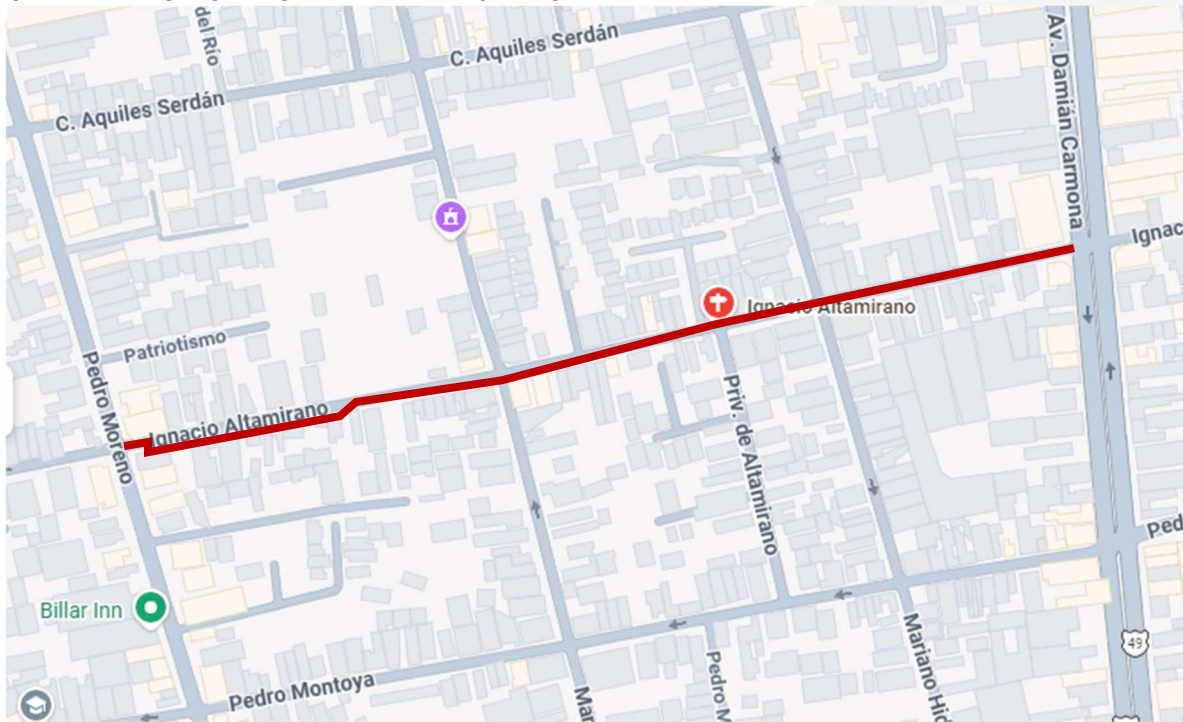 del Río
C. Aquiles Serdán
C. Aquiles Serdán
Av. Damián Carmona
Ignac
Ignacio Altamirano
Patriotismo
Pedro Moreno
Ignacio Altamirano
Priv. de Altamirano
Ped
Billar Inn
Pedro Montoya
Mar
Pedro M
Mariano Hid
49